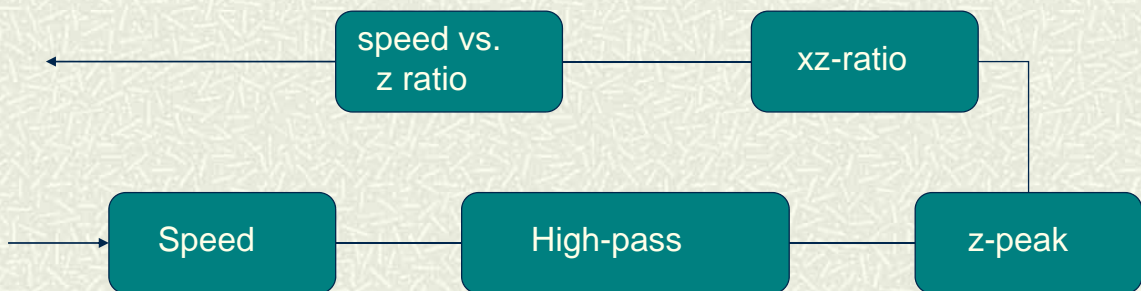 speed vs.
z ratio
xz-ratio
Speed
High-pass
z-peak